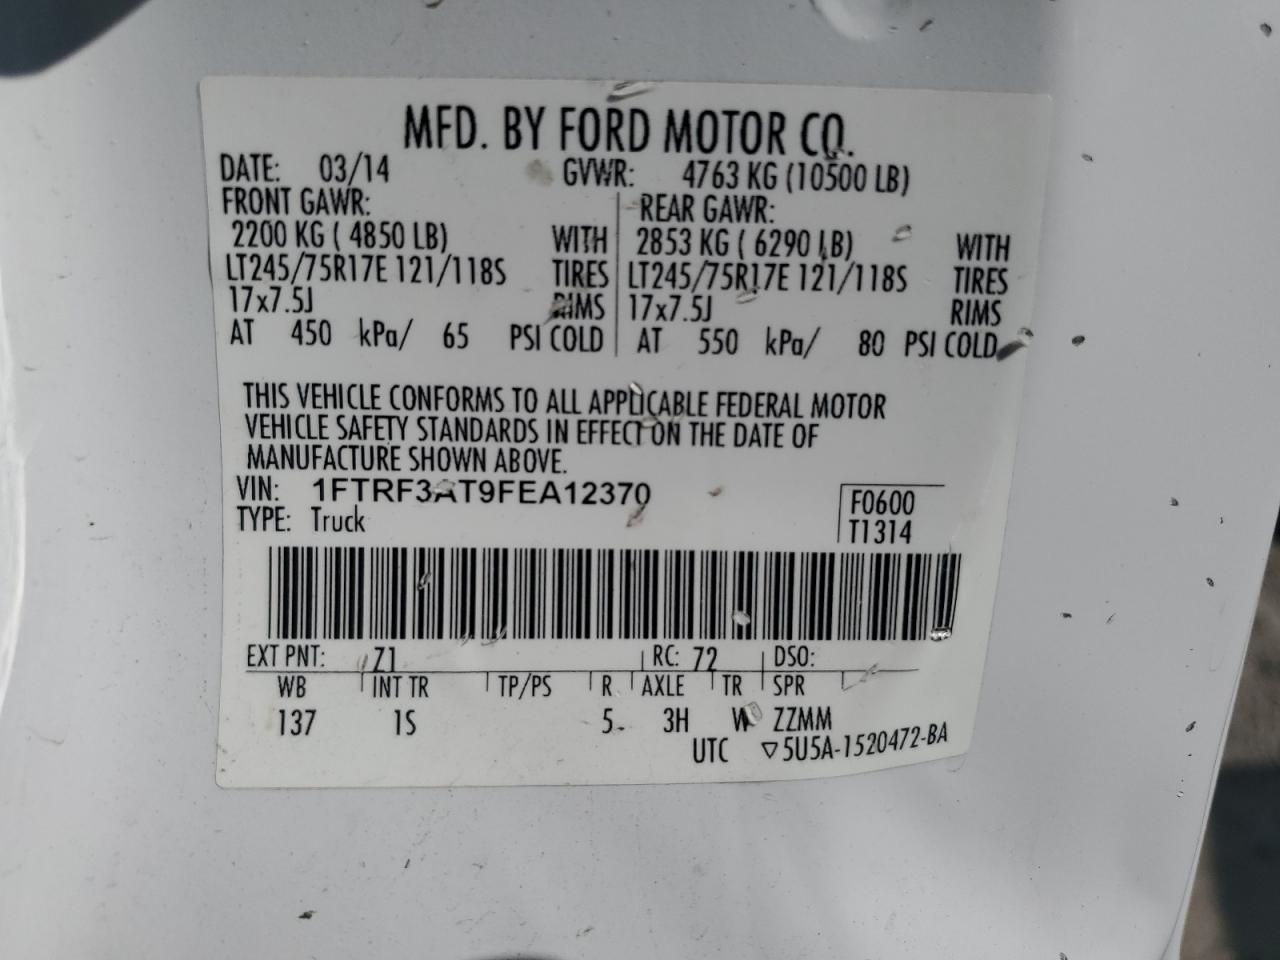 MFD. BY FORD MOTOR CO.
DATE: 03/14 GVWR: 4763 KG (10500 LB)
FRONT GAWR: REAR GAWR:
2200 KG ( 4850 LB) WITH 2853 KG ( 6290 LB) WITH
LT245/75R17E 121/118S TIRES LT245/75R17E 121/118S TIRES
17x7.5J RIMS 17x7.5J RIMS
AT 450 kPa/ 65 PSI COLD AT 550 kPa/ 80 PSI COLD
THIS VEHICLE CONFORMS TO ALL APPLICABLE FEDERAL MOTOR
VEHICLE SAFETY STANDARDS IN EFFECT ON THE DATE OF
MANUFACTURE SHOWN ABOVE.
VIN: 1FTRF3AT9FEA12370
TYPE: Truck
F0600
T1314
EXT PNT: Z1 RC: 72 DSO:
WB INT TR TP/PS R AXLE TR SPR
137 1S 5 3H W ZZMM
UTC ▽5U5A-1520472-BA